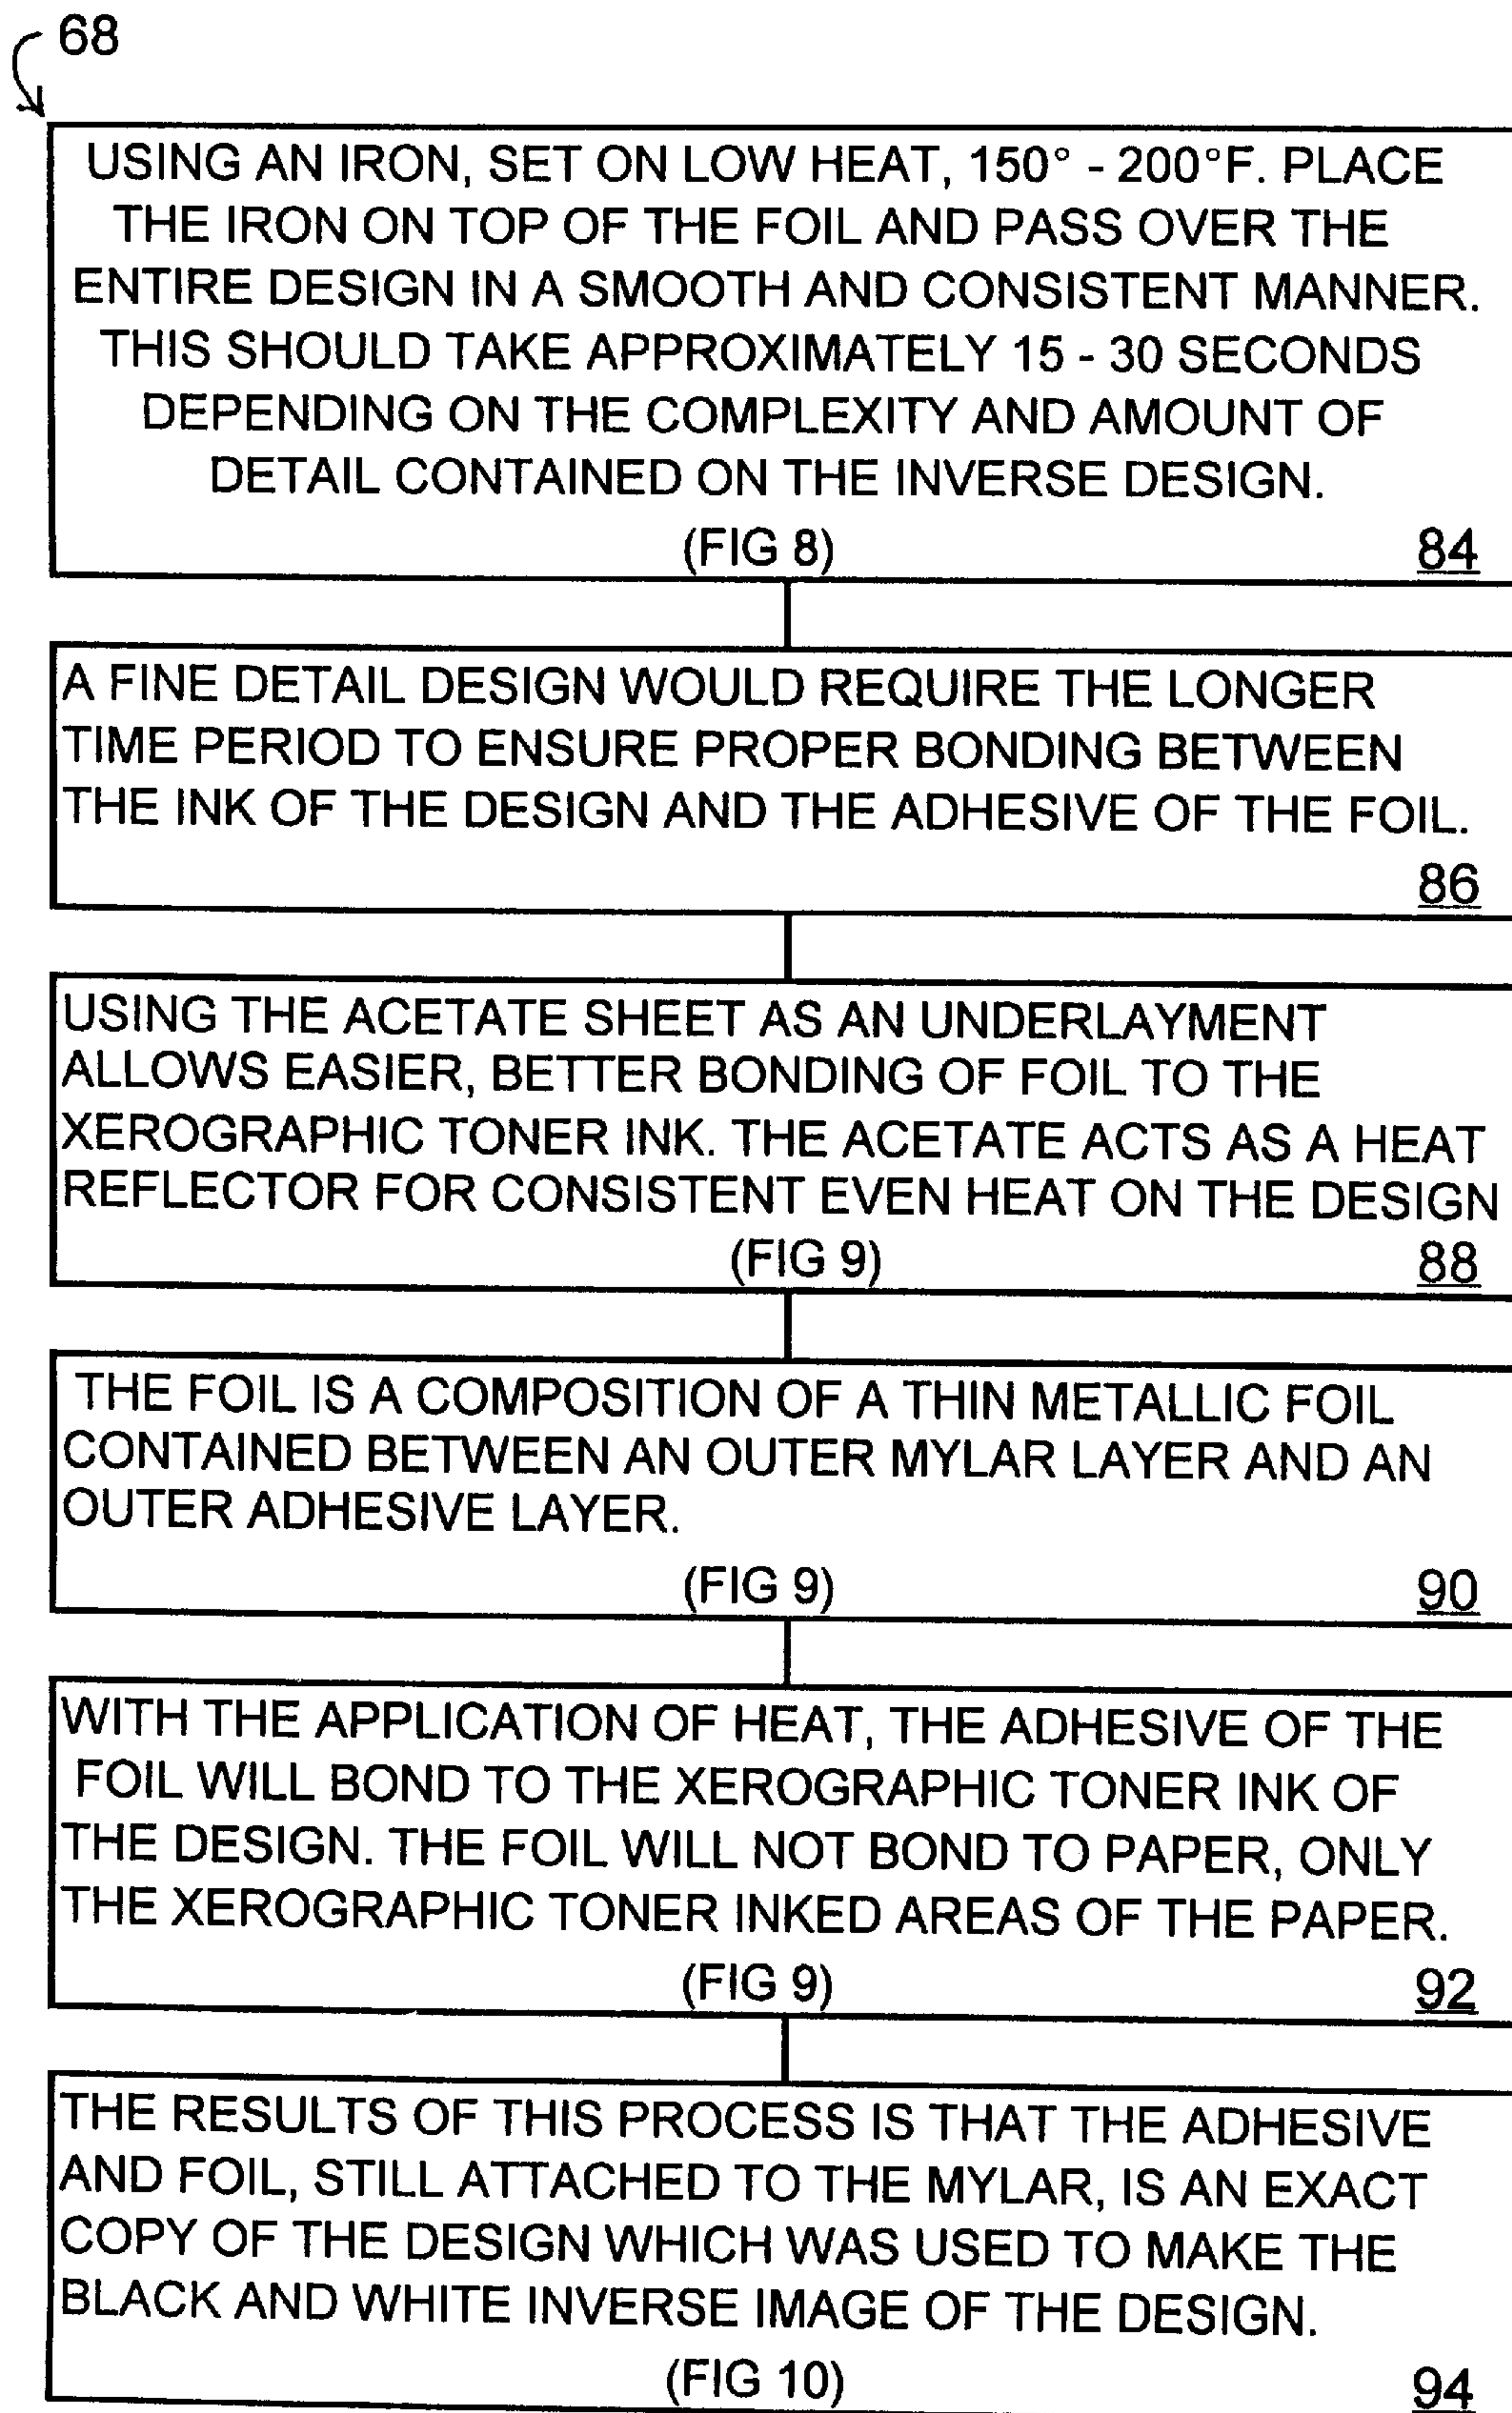 68
USING AN IRON, SET ON LOW HEAT, 150° - 200°F. PLACE
THE IRON ON TOP OF THE FOIL AND PASS OVER THE
ENTIRE DESIGN IN A SMOOTH AND CONSISTENT MANNER.
THIS SHOULD TAKE APPROXIMATELY 15 - 30 SECONDS
DEPENDING ON THE COMPLEXITY AND AMOUNT OF
DETAIL CONTAINED ON THE INVERSE DESIGN.
(FIG 8) 84
A FINE DETAIL DESIGN WOULD REQUIRE THE LONGER
TIME PERIOD TO ENSURE PROPER BONDING BETWEEN
THE INK OF THE DESIGN AND THE ADHESIVE OF THE FOIL.
86
USING THE ACETATE SHEET AS AN UNDERLAYMENT
ALLOWS EASIER, BETTER BONDING OF FOIL TO THE
XEROGRAPHIC TONER INK. THE ACETATE ACTS AS A HEAT
REFLECTOR FOR CONSISTENT EVEN HEAT ON THE DESIGN
(FIG 9) 88
THE FOIL IS A COMPOSITION OF A THIN METALLIC FOIL
CONTAINED BETWEEN AN OUTER MYLAR LAYER AND AN
OUTER ADHESIVE LAYER.
(FIG 9) 90
WITH THE APPLICATION OF HEAT, THE ADHESIVE OF THE
FOIL WILL BOND TO THE XEROGRAPHIC TONER INK OF
THE DESIGN. THE FOIL WILL NOT BOND TO PAPER, ONLY
THE XEROGRAPHIC TONER INKED AREAS OF THE PAPER.
(FIG 9) 92
THE RESULTS OF THIS PROCESS IS THAT THE ADHESIVE
AND FOIL, STILL ATTACHED TO THE MYLAR, IS AN EXACT
COPY OF THE DESIGN WHICH WAS USED TO MAKE THE
BLACK AND WHITE INVERSE IMAGE OF THE DESIGN.
(FIG 10) 94